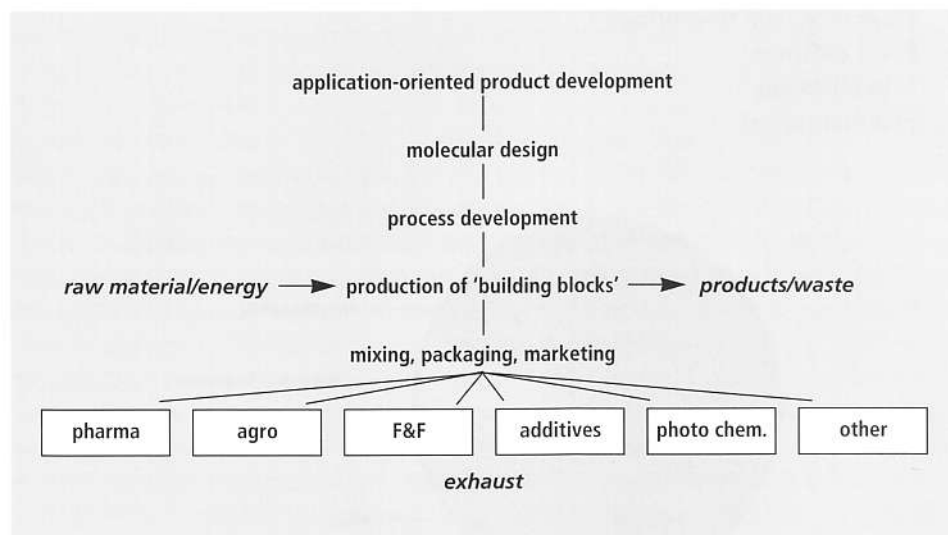 application-oriented product development
molecular design
process development
raw material/energy production of ‘building blocks’ products/waste
mixing, packaging, marketing
pharma agro F&F additives photo chem. other
exhaust